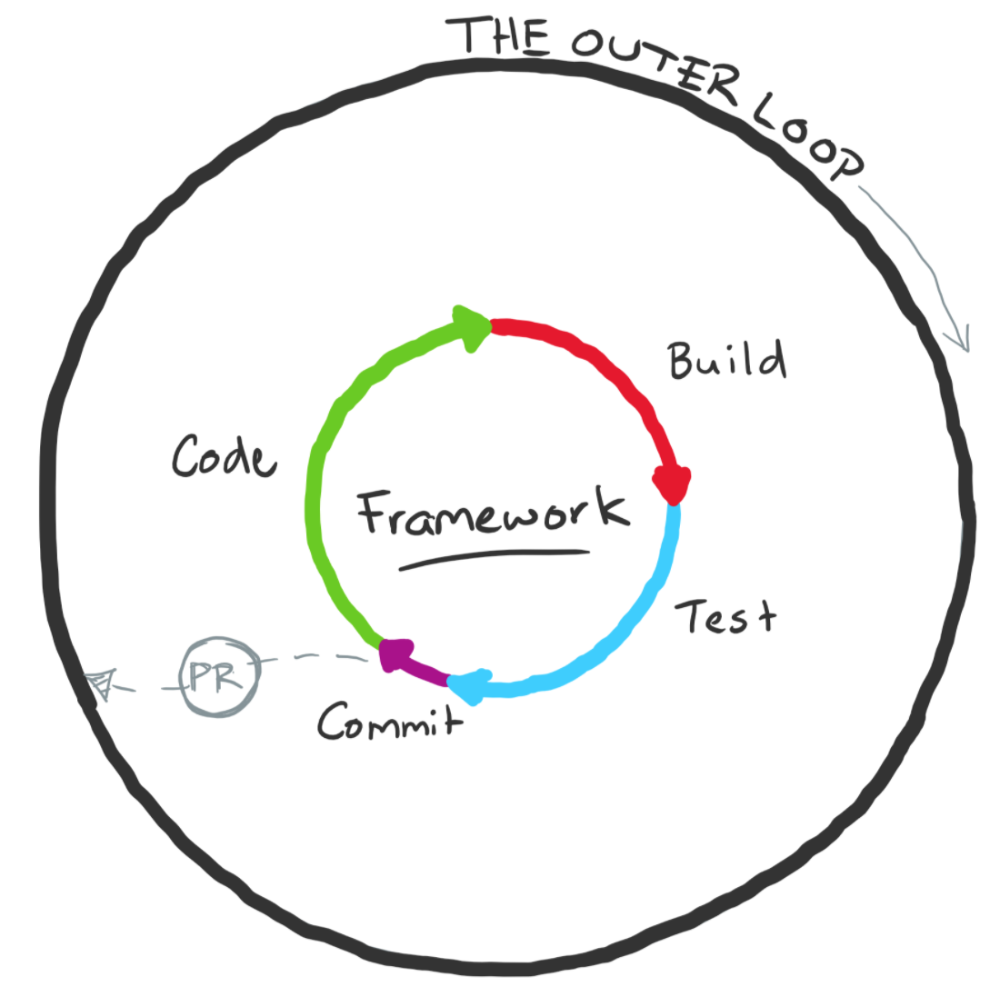 THE OUTER LOOP
Build
Code
Framework
Test
PR
Commit